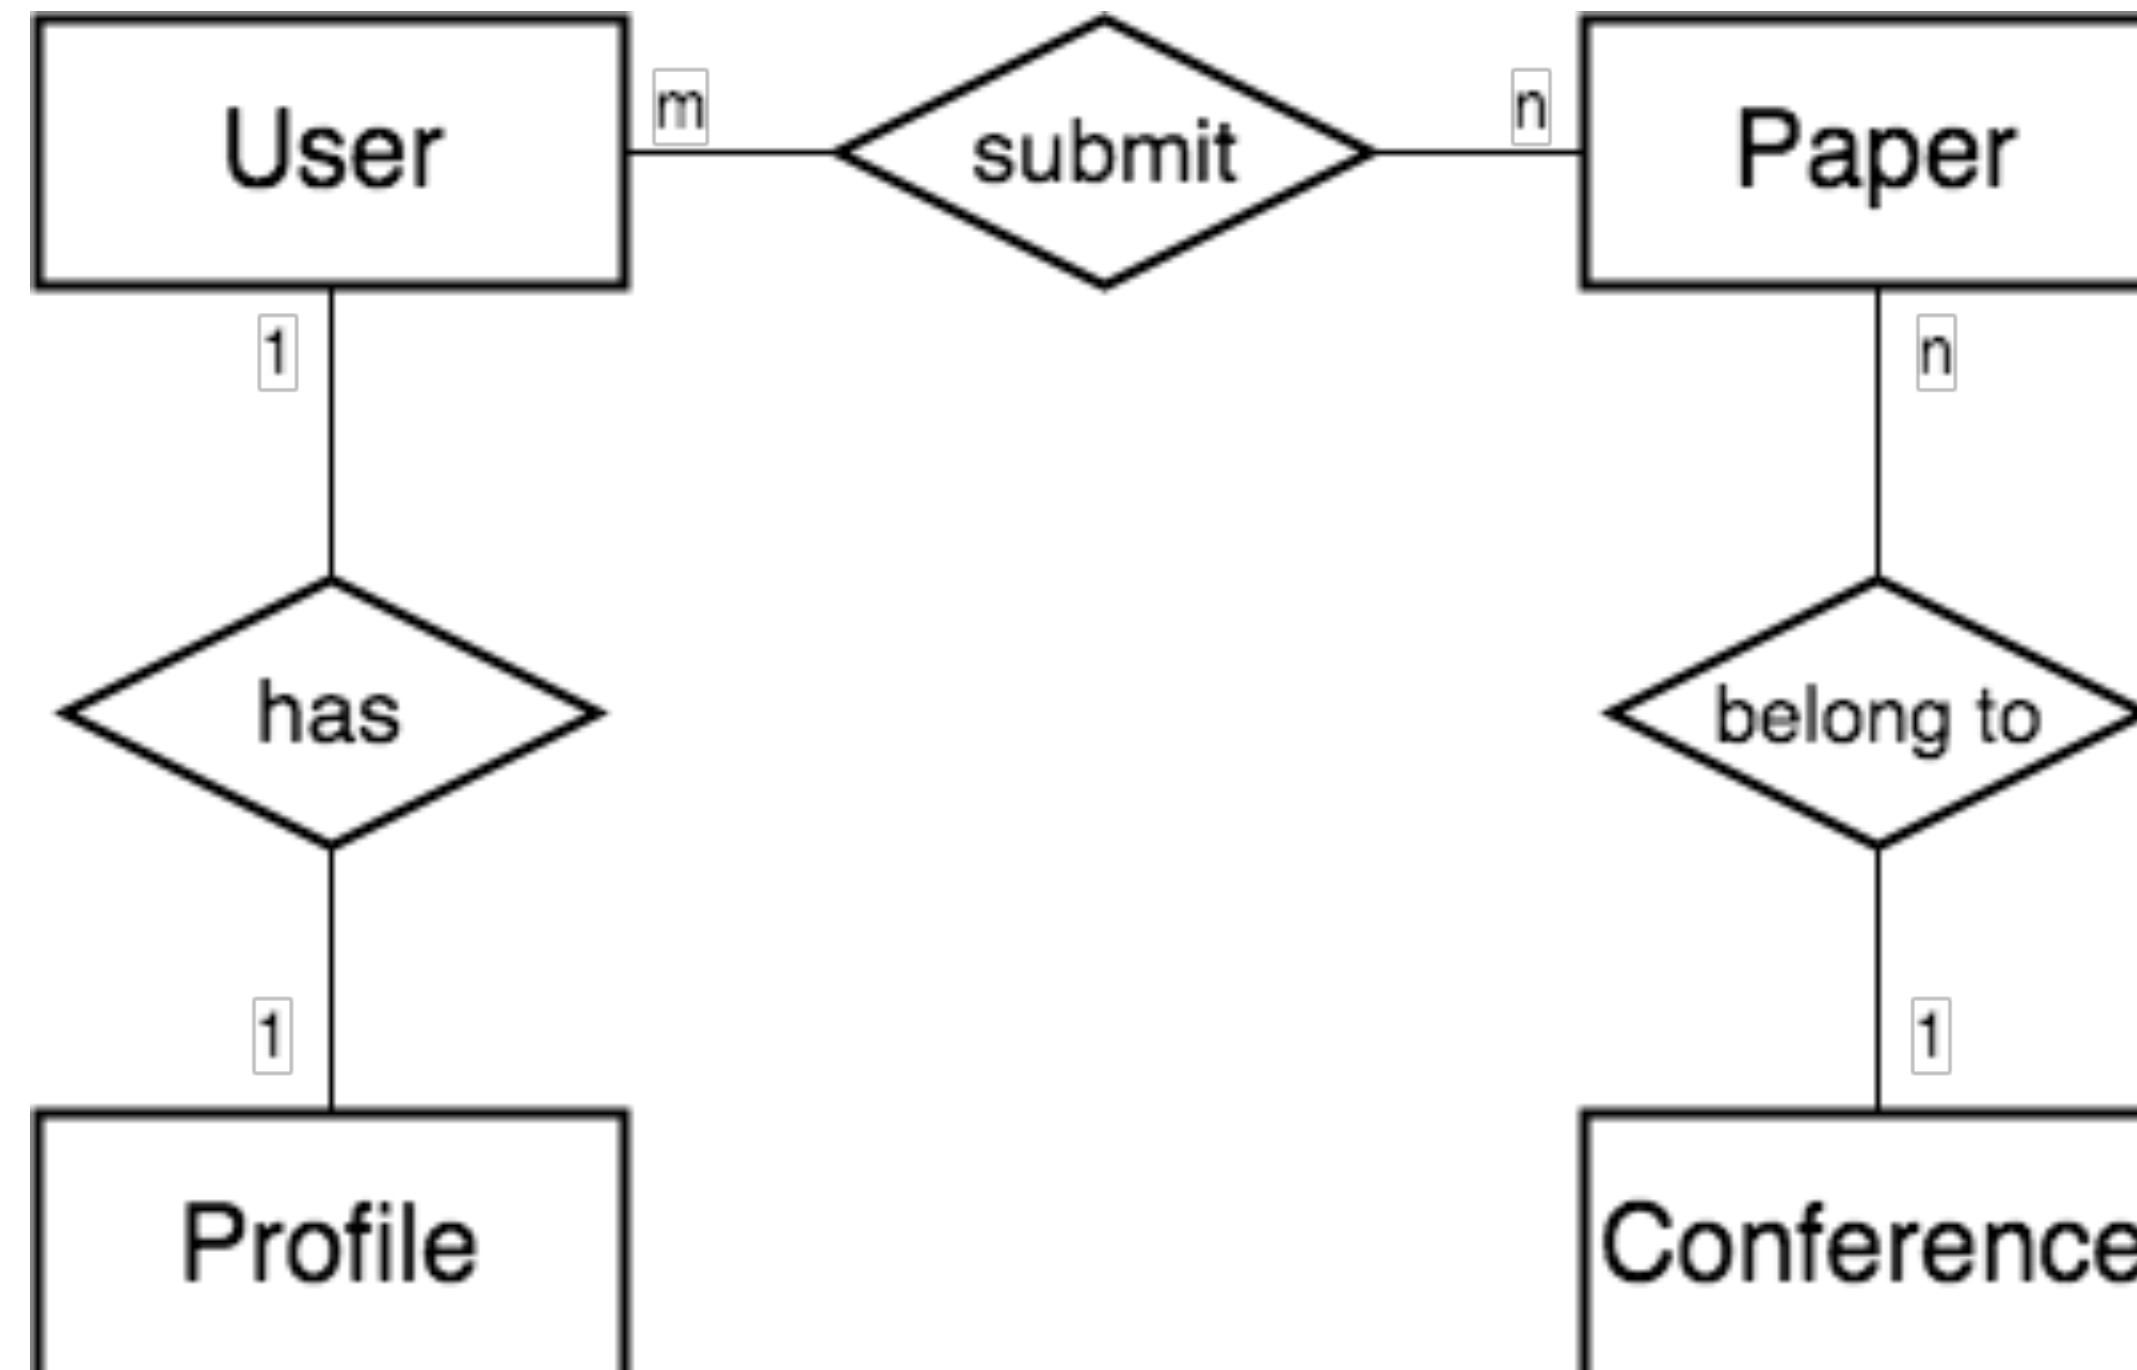 User
m
submit
n
Paper
1
n
has
belong to
1
1
Profile
Conference